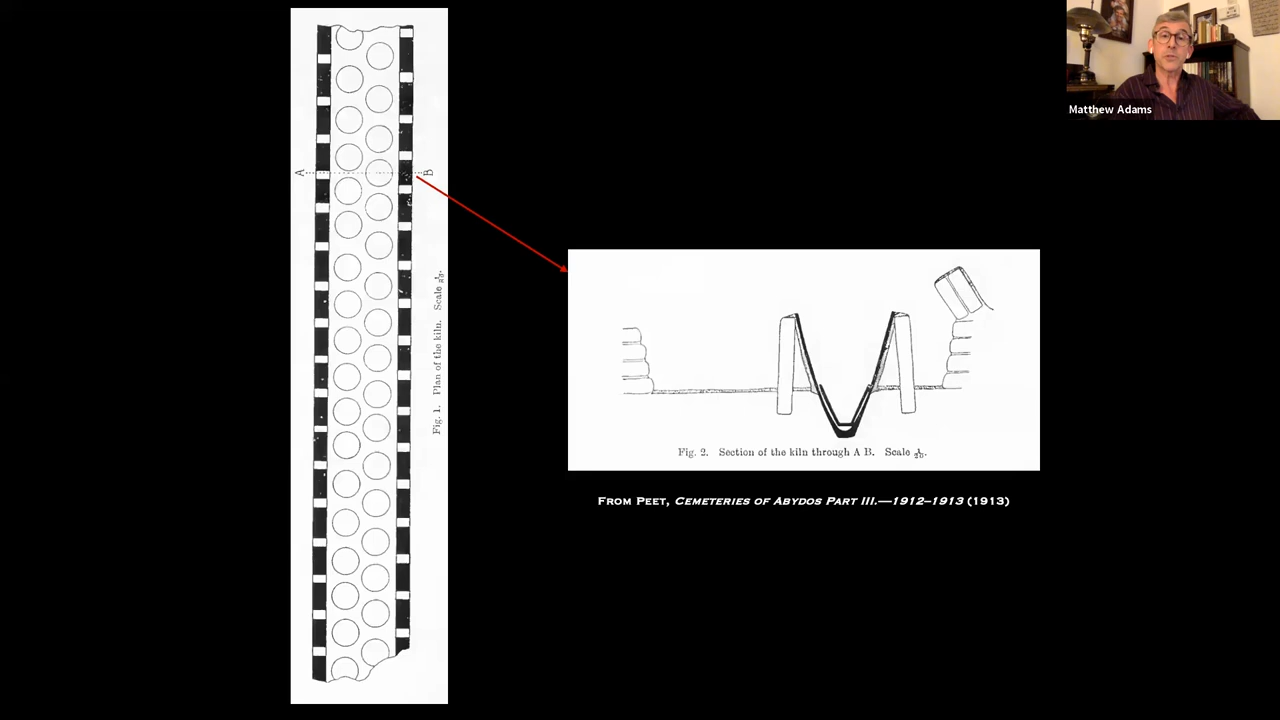 A
B
Fig. 1. Plan of the kiln. Scale
Matthew Adams
Fig. 2. Section of the kiln through A B. Scale
FROM PEET, CEMETERIES OF ABYDOS PART III.—1912–1913 (1913)